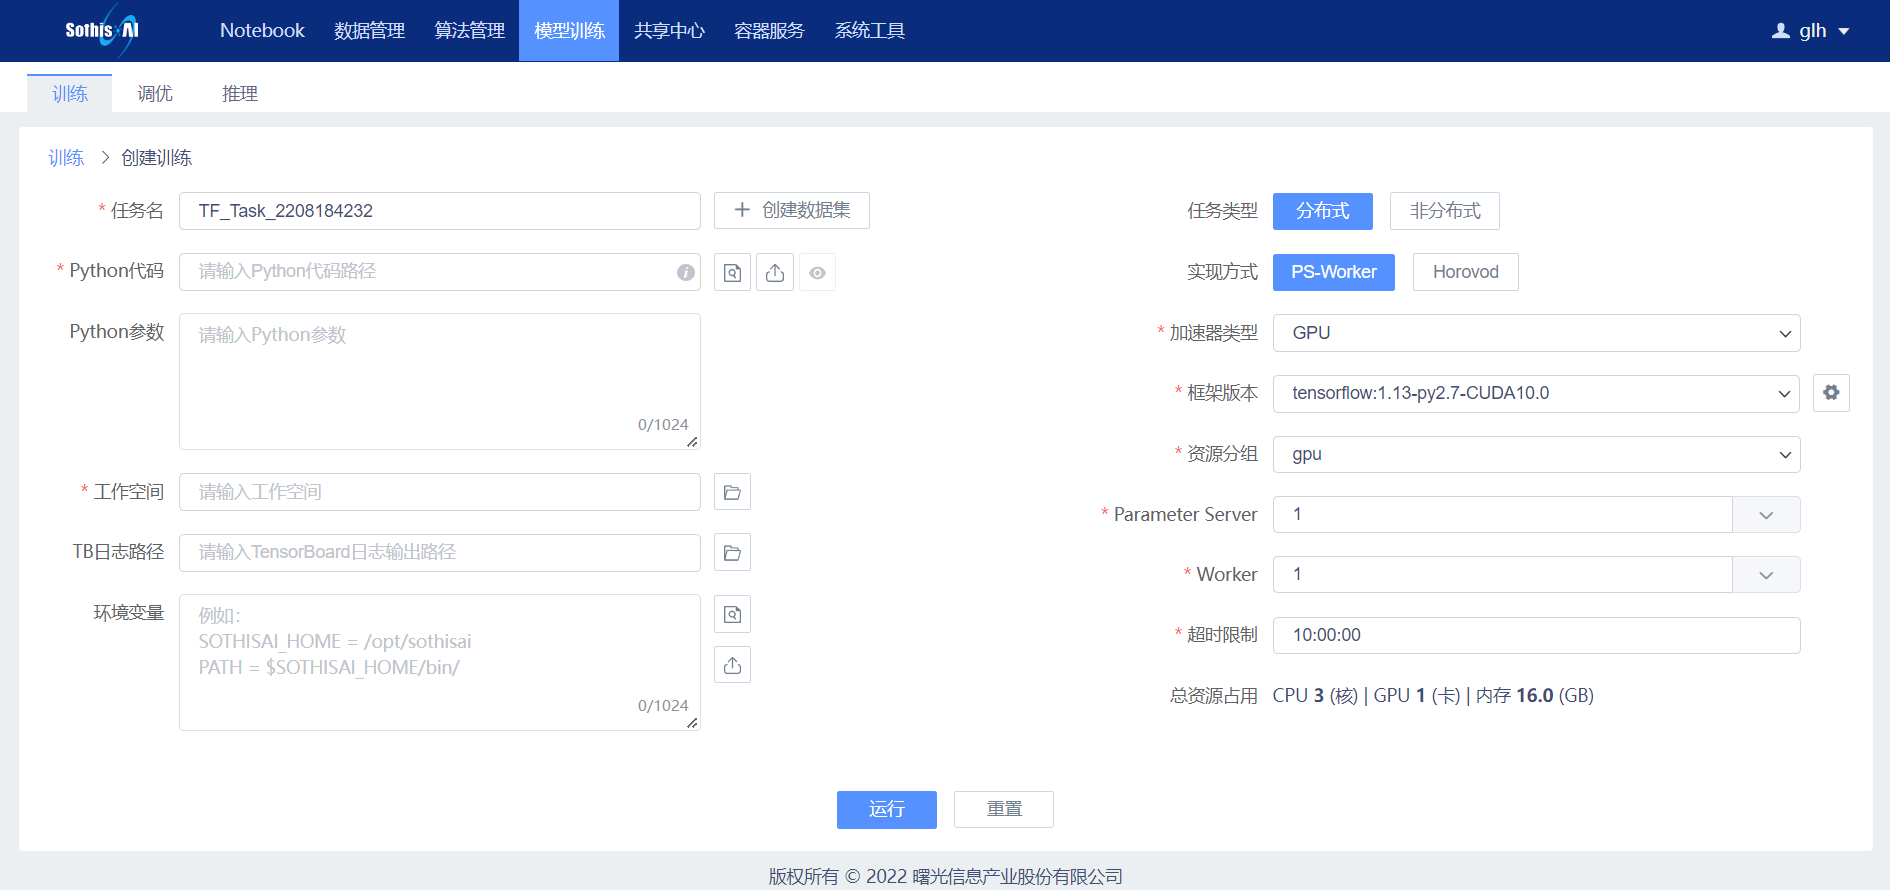 SothisAI
Notebook 数据管理 算法管理 模型训练 共享中心 容器服务 系统工具 glh
训练 调优 推理
训练 > 创建训练
* 任务名 TF_Task_2208184232 + 创建数据集
* Python代码 请输入Python代码路径
Python参数 请输入Python参数
0/1024
* 工作空间 请输入工作空间
TB日志路径 请输入TensorBoard日志输出路径
环境变量 例如:
SOTHISAI_HOME = /opt/sothisai
PATH = $SOTHISAI_HOME/bin/
0/1024
任务类型 分布式 非分布式
实现方式 PS-Worker Horovod
* 加速器类型 GPU
* 框架版本 tensorflow:1.13-py2.7-CUDA10.0
* 资源分组 gpu
* Parameter Server 1
* Worker 1
* 超时限制 10:00:00
总资源占用 CPU 3 (核) | GPU 1 (卡) | 内存 16.0 (GB)
运行 重置
版权所有 © 2022 曙光信息产业股份有限公司